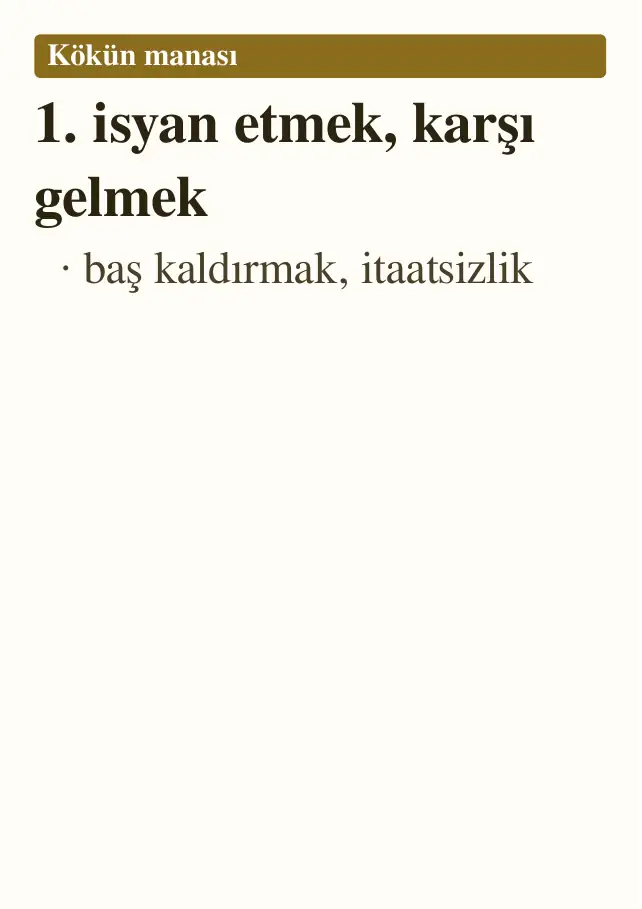 Kökün manası
1. isyan etmek, karşı
gelmek
· baş kaldırmak, itaatsizlik